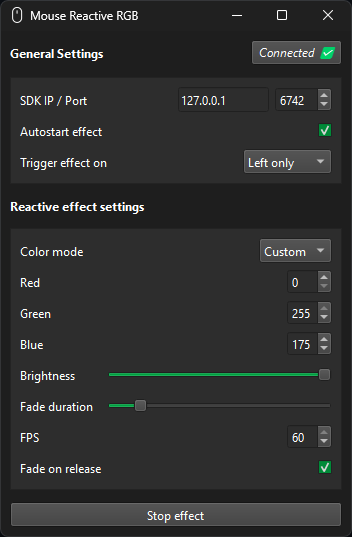 Mouse Reactive RGB
General Settings
Connected
SDK IP / Port 127.0.0.1 6742
Autostart effect
Trigger effect on Left only
Reactive effect settings
Color mode Custom
Red 0
Green 255
Blue 175
Brightness
Fade duration
FPS 60
Fade on release
Stop effect